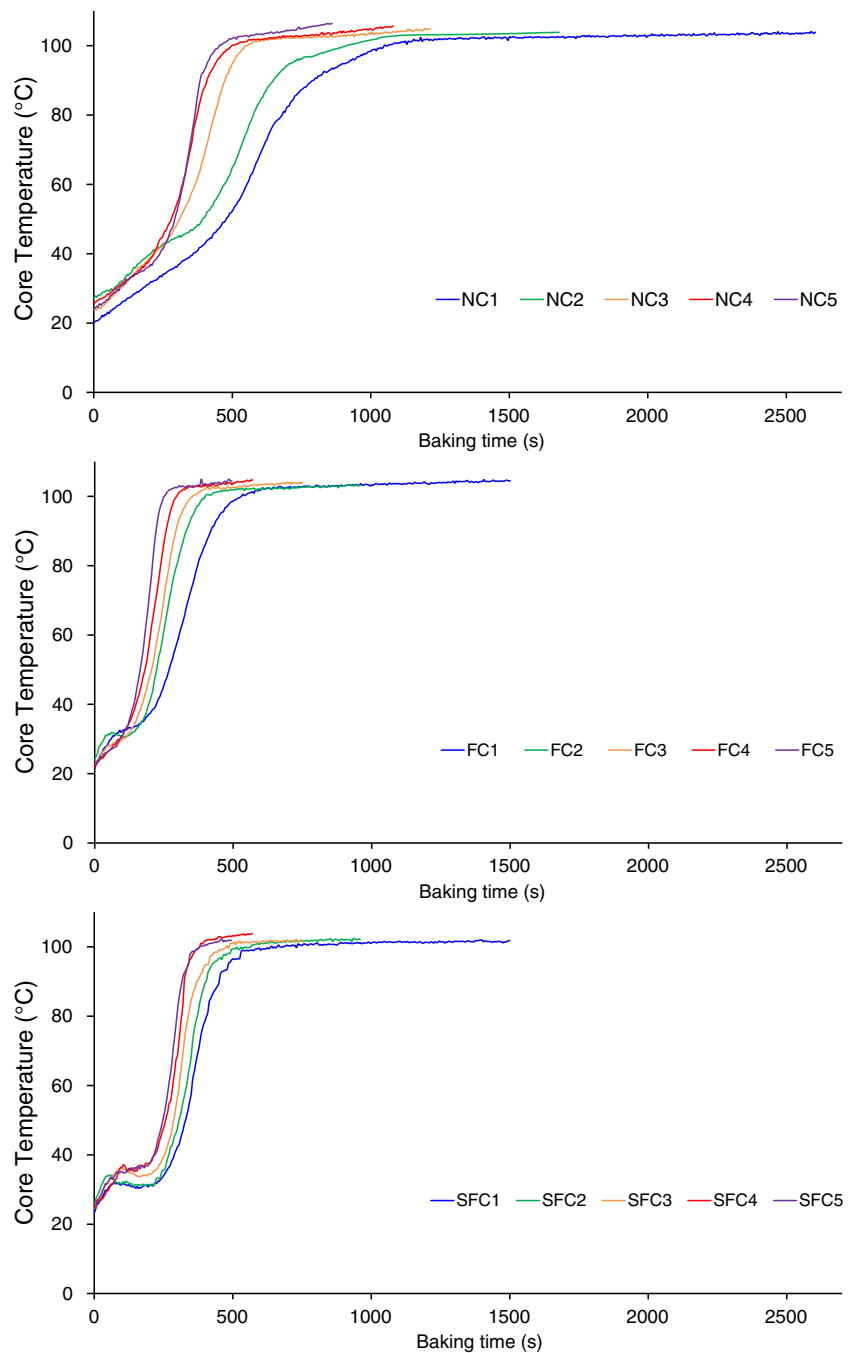 Core Temperature (°C)
120
100
80
60
40
20
0
NC1 NC2 NC3 NC4 NC5
0 500 1000 1500 2000 2500
Baking time (s)
Core Temperature (°C)
120
100
80
60
40
20
0
FC1 FC2 FC3 FC4 FC5
0 500 1000 1500 2000 2500
Baking time (s)
Core Temperature (°C)
120
100
80
60
40
20
0
SFC1 SFC2 SFC3 SFC4 SFC5
0 500 1000 1500 2000 2500
Baking time (s)